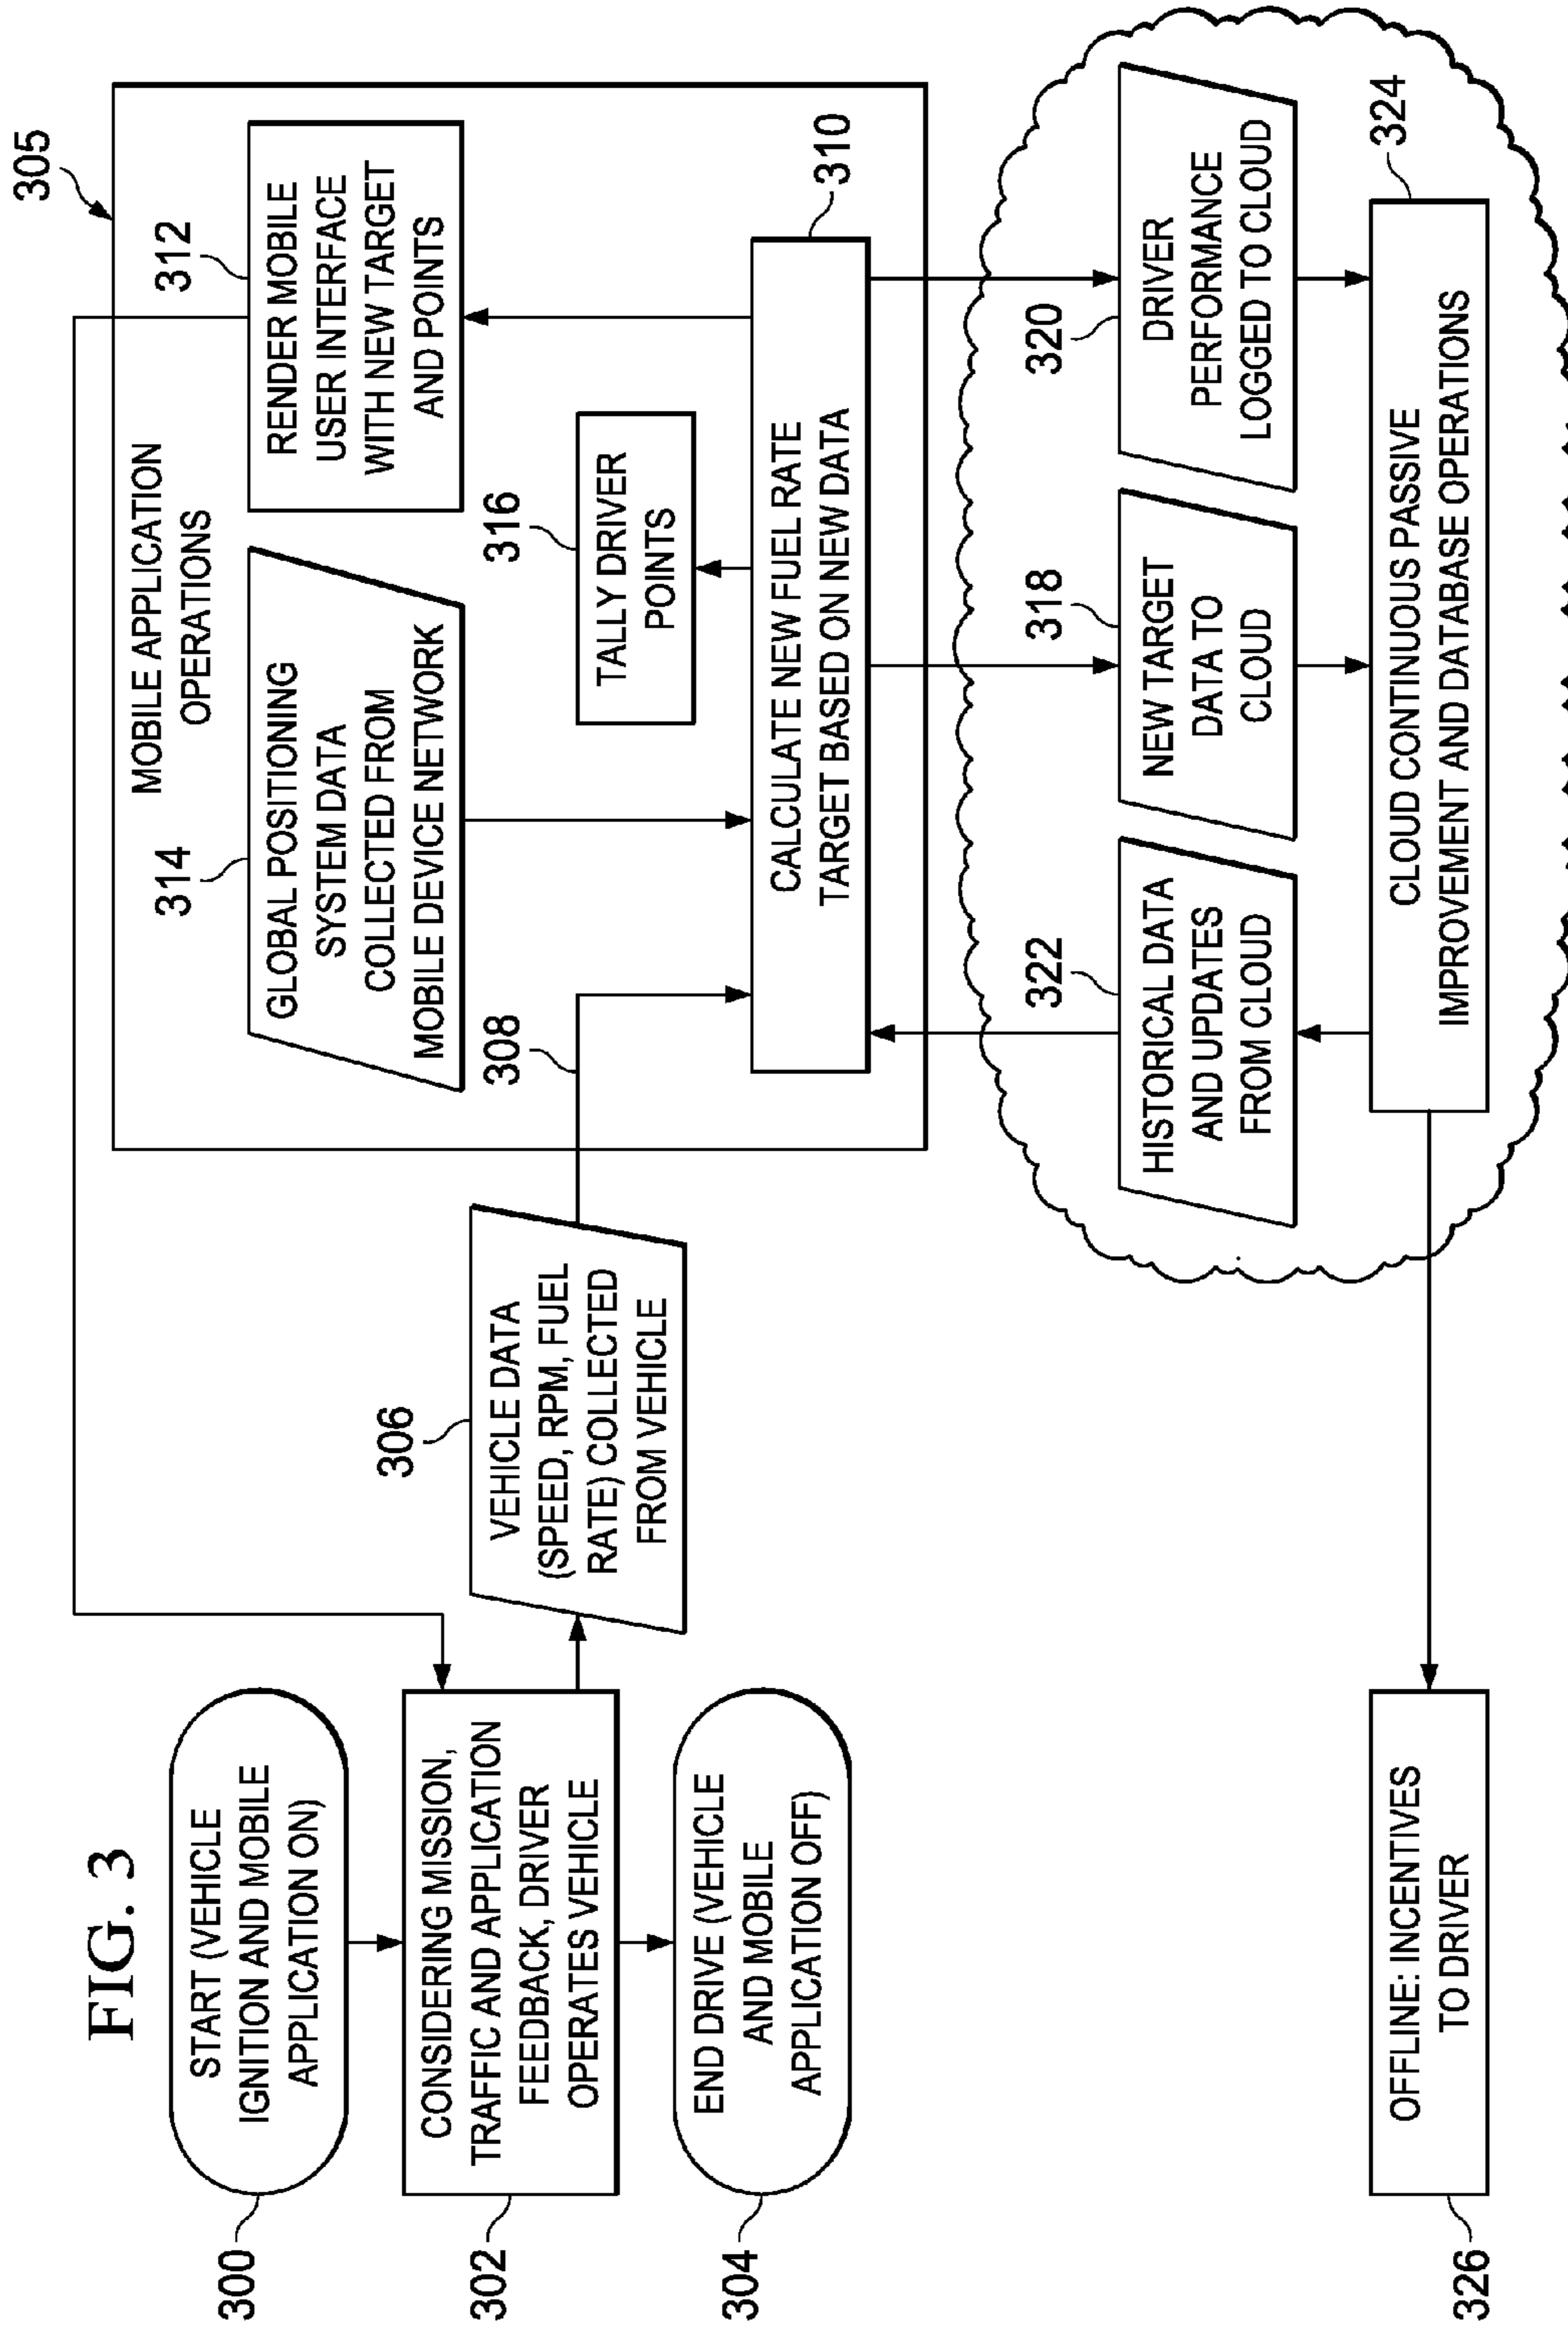 FIG. 3
300
START (VEHICLE
IGNITION AND MOBILE
APPLICATION ON)
302
CONSIDERING MISSION,
TRAFFIC AND APPLICATION
FEEDBACK, DRIVER
OPERATES VEHICLE
304
END DRIVE (VEHICLE
AND MOBILE
APPLICATION OFF)
306
VEHICLE DATA
(SPEED, RPM, FUEL
RATE) COLLECTED
FROM VEHICLE
305
MOBILE APPLICATION
OPERATIONS
314
GLOBAL POSITIONING
SYSTEM DATA
COLLECTED FROM
MOBILE DEVICE NETWORK
312
RENDER MOBILE
USER INTERFACE
WITH NEW TARGET
AND POINTS
308
316
TALLY DRIVER
POINTS
310
CALCULATE NEW FUEL RATE
TARGET BASED ON NEW DATA
322
HISTORICAL DATA
AND UPDATES
FROM CLOUD
318
NEW TARGET
DATA TO
CLOUD
320
DRIVER
PERFORMANCE
LOGGED TO CLOUD
324
CLOUD CONTINUOUS PASSIVE
IMPROVEMENT AND DATABASE OPERATIONS
326
OFFLINE: INCENTIVES
TO DRIVER